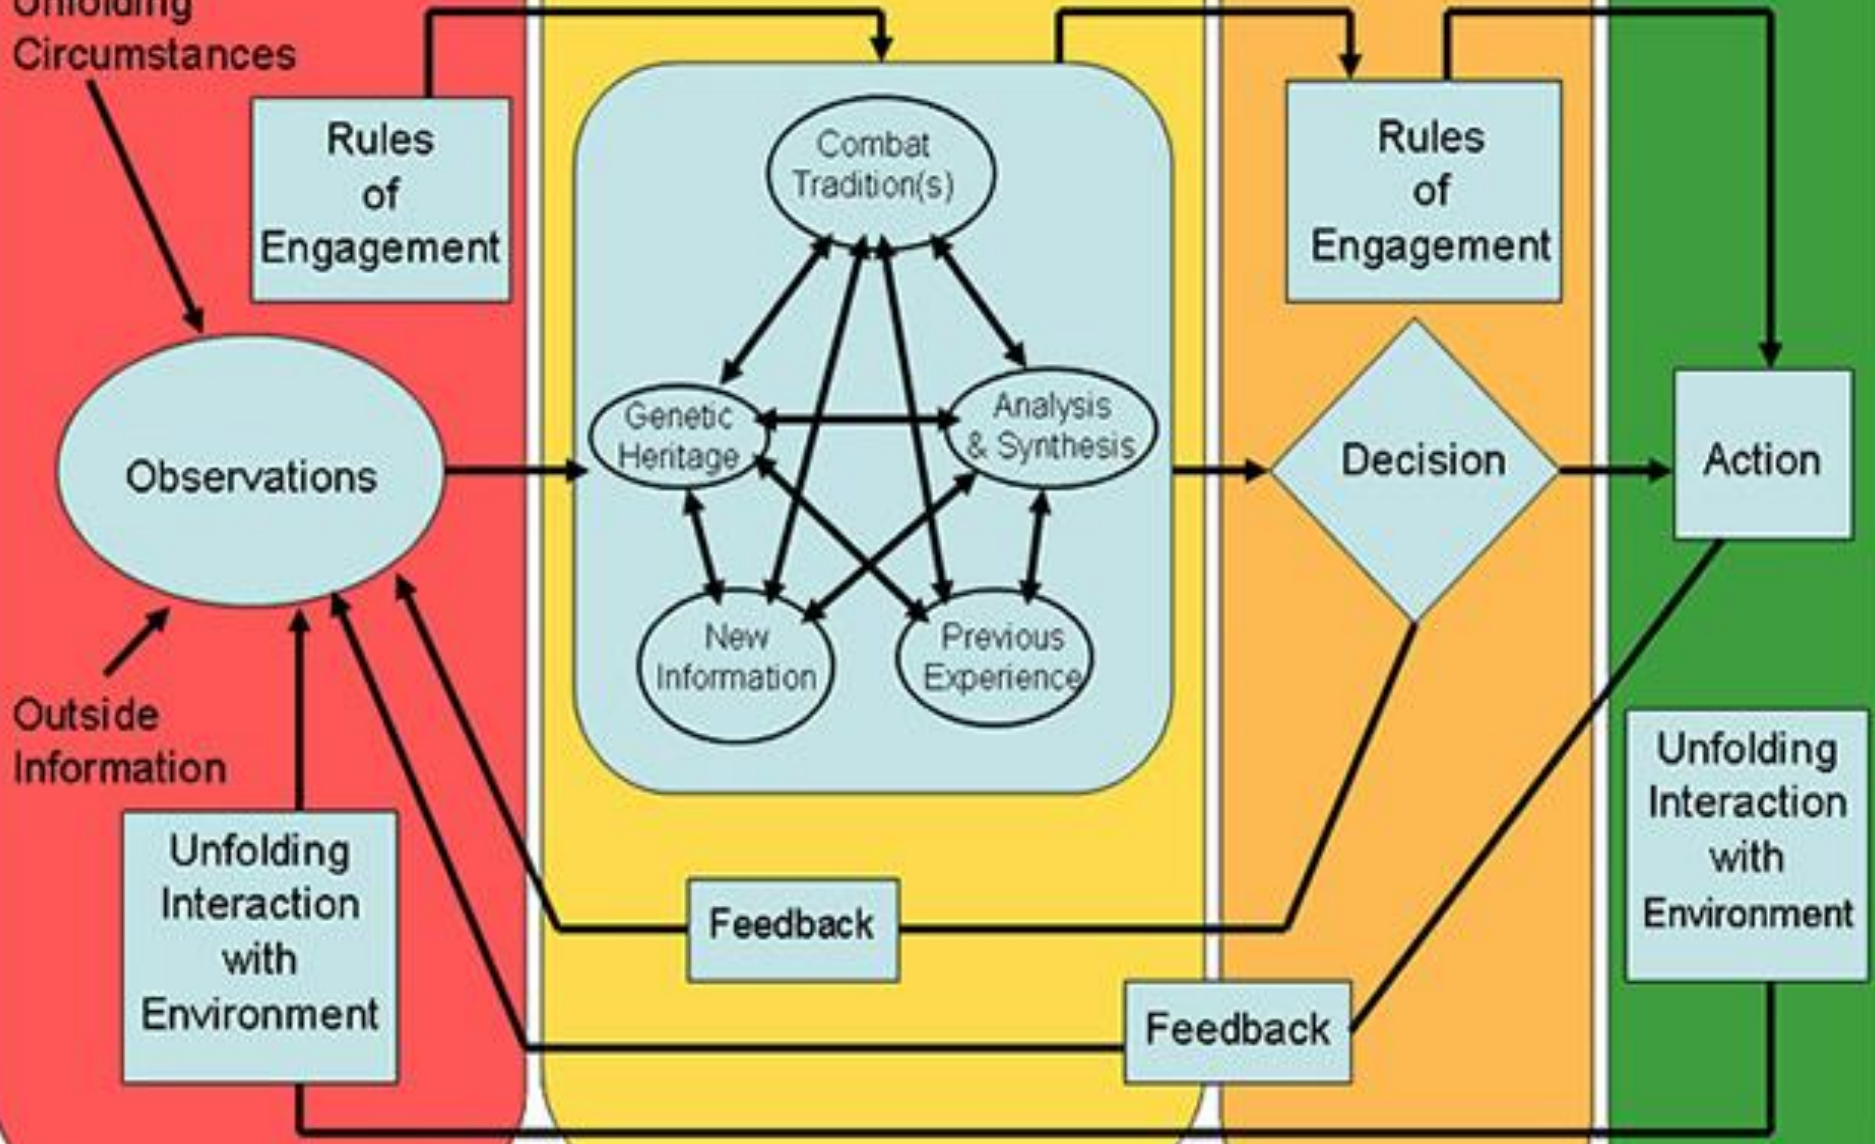 Unfolding
Circumstances
Rules
of
Engagement
Observations
Outside
Information
Unfolding
Interaction
with
Environment
Combat
Tradition(s)
Genetic
Heritage
Analysis
& Synthesis
New
Information
Previous
Experience
Feedback
Feedback
Rules
of
Engagement
Decision
Action
Unfolding
Interaction
with
Environment